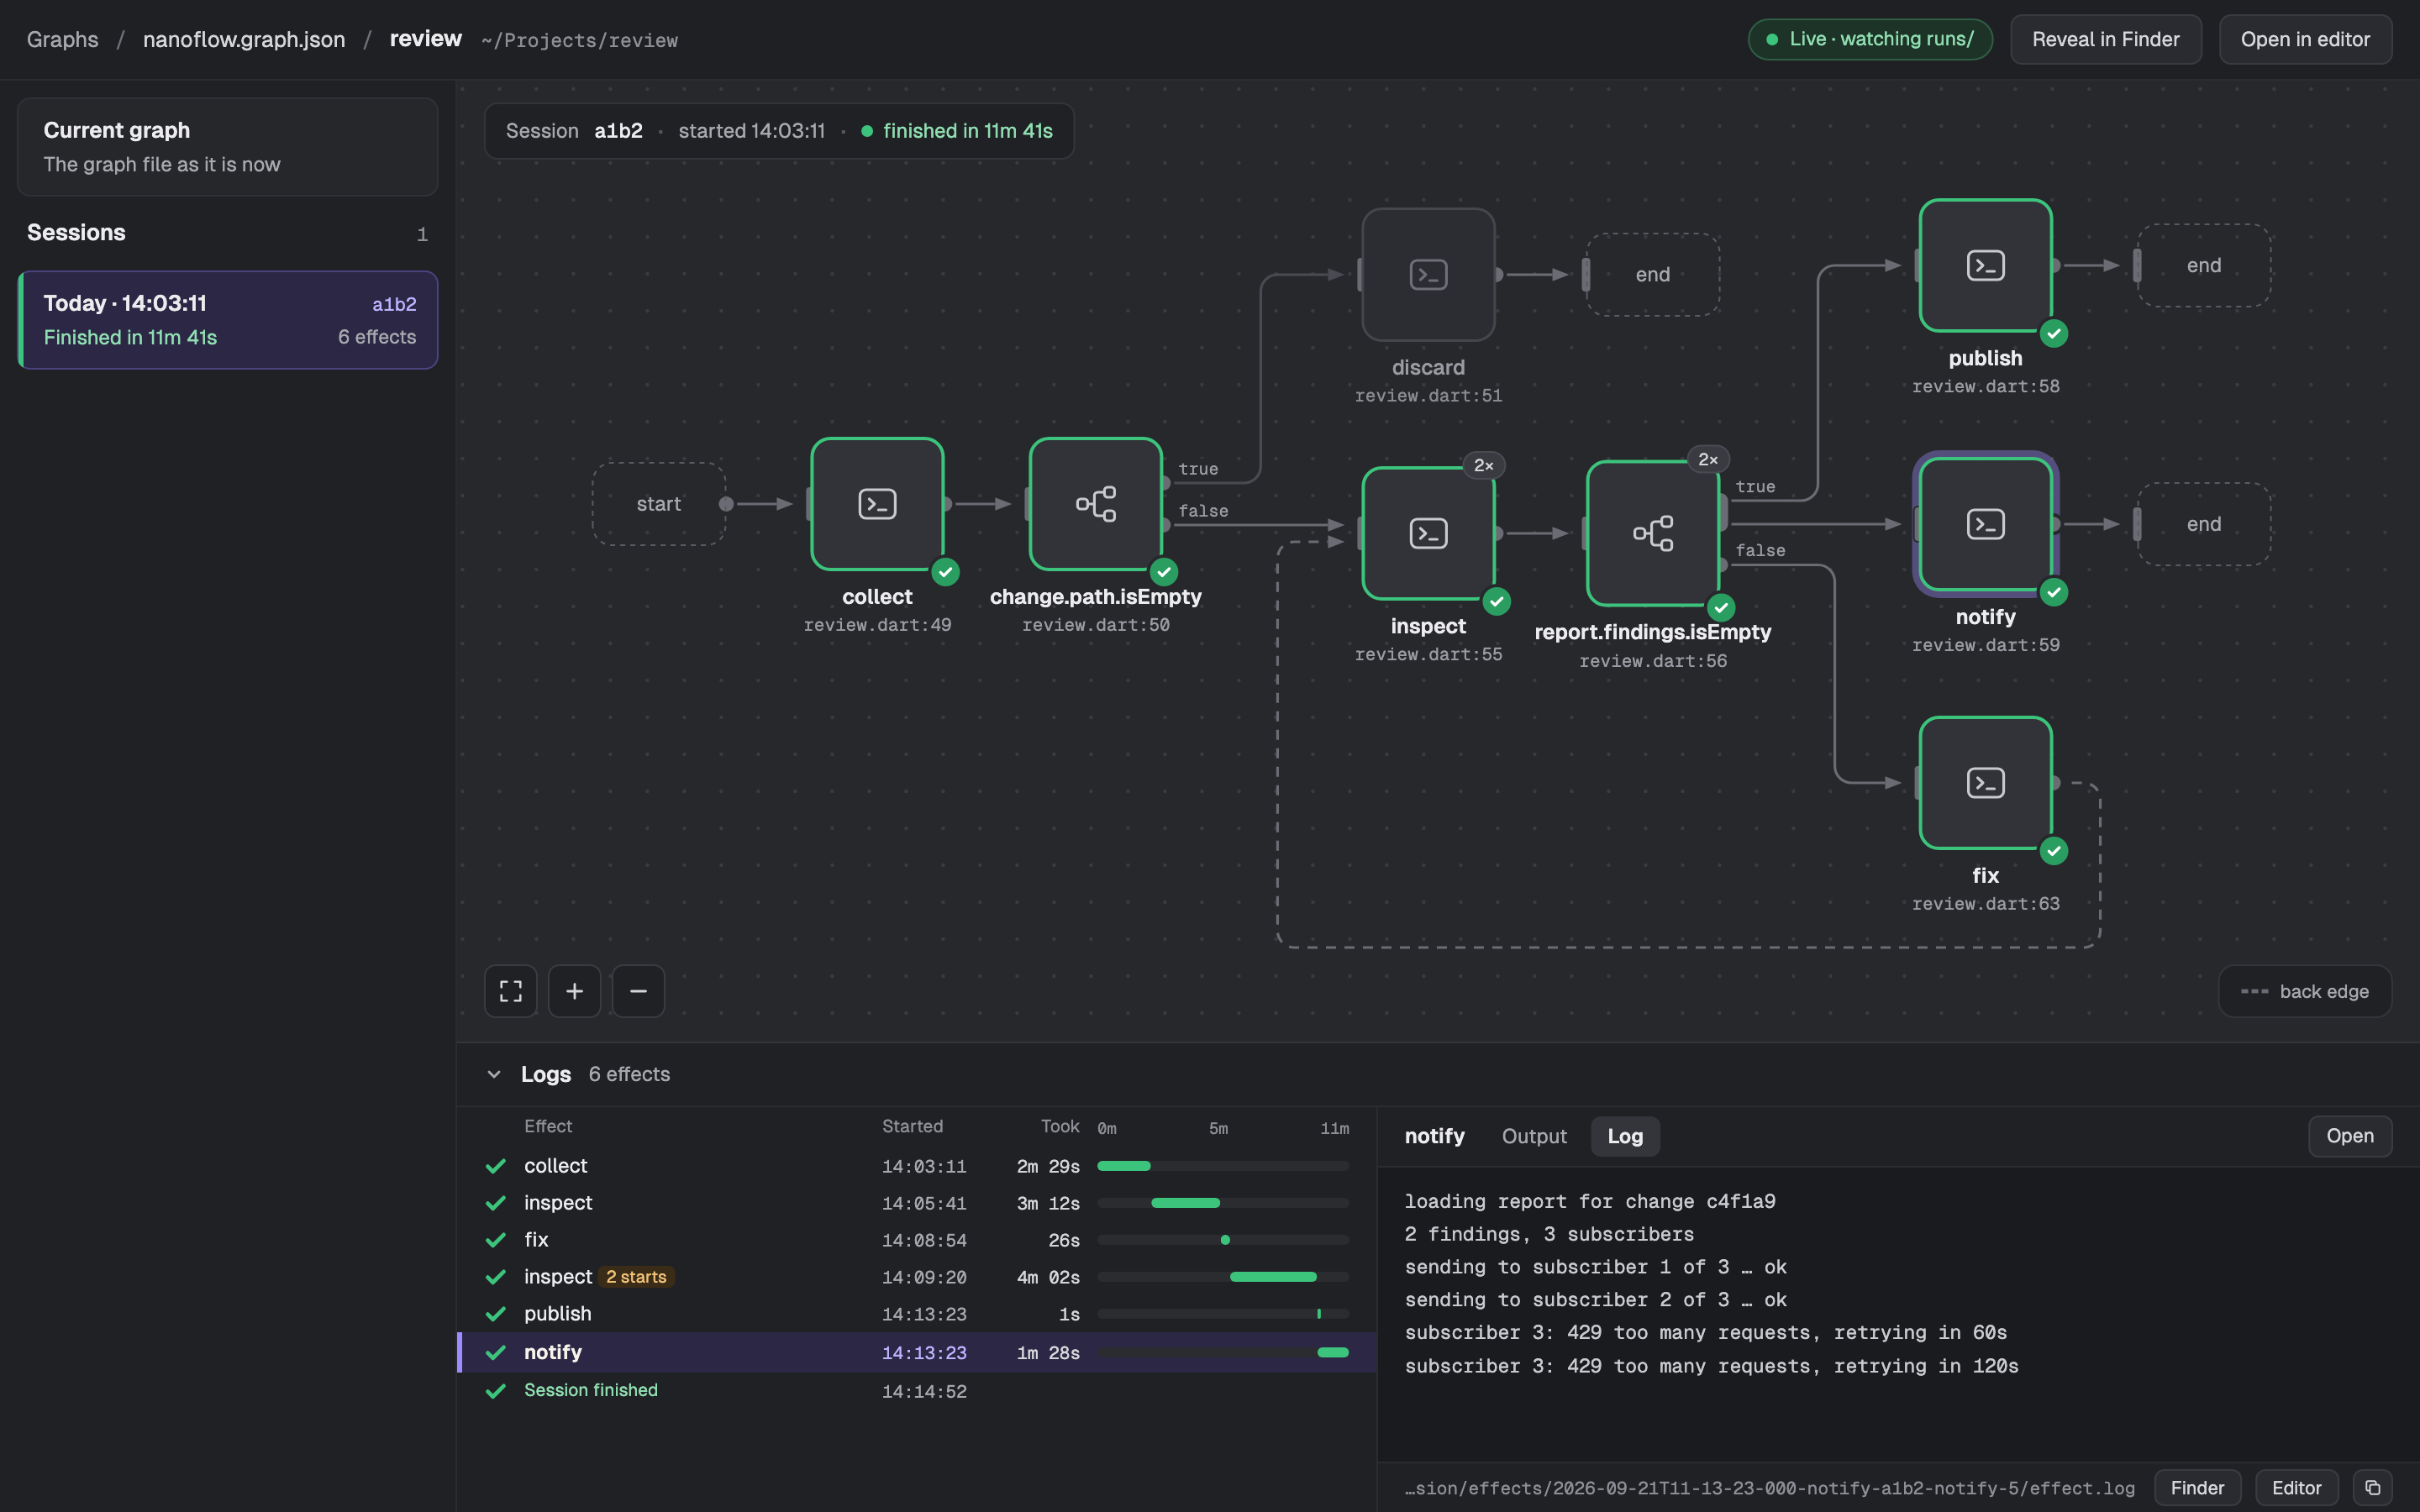 Graphs / nanoflow.graph.json / review ~/Projects/review
Live · watching runs/
Reveal in Finder
Open in editor
Current graph
The graph file as it is now
Sessions 1
Today · 14:03:11 a1b2
Finished in 11m 41s 6 effects
Session a1b2 · started 14:03:11 · finished in 11m 41s
start
collect
review.dart:49
change.path.isEmpty
review.dart:50
true
false
discard
review.dart:51
end
2×
inspect
review.dart:55
2×
report.findings.isEmpty
review.dart:56
true
false
publish
review.dart:58
end
notify
review.dart:59
end
fix
review.dart:63
back edge
Logs 6 effects
Effect Started Took 0m 5m 11m
collect 14:03:11 2m 29s
inspect 14:05:41 3m 12s
fix 14:08:54 26s
inspect 2 starts 14:09:20 4m 02s
publish 14:13:23 1s
notify 14:13:23 1m 28s
Session finished 14:14:52
notify Output Log Open
loading report for change c4f1a9
2 findings, 3 subscribers
sending to subscriber 1 of 3 … ok
sending to subscriber 2 of 3 … ok
subscriber 3: 429 too many requests, retrying in 60s
subscriber 3: 429 too many requests, retrying in 120s
…sion/effects/2026-09-21T11-13-23-000-notify-a1b2-notify-5/effect.log Finder Editor